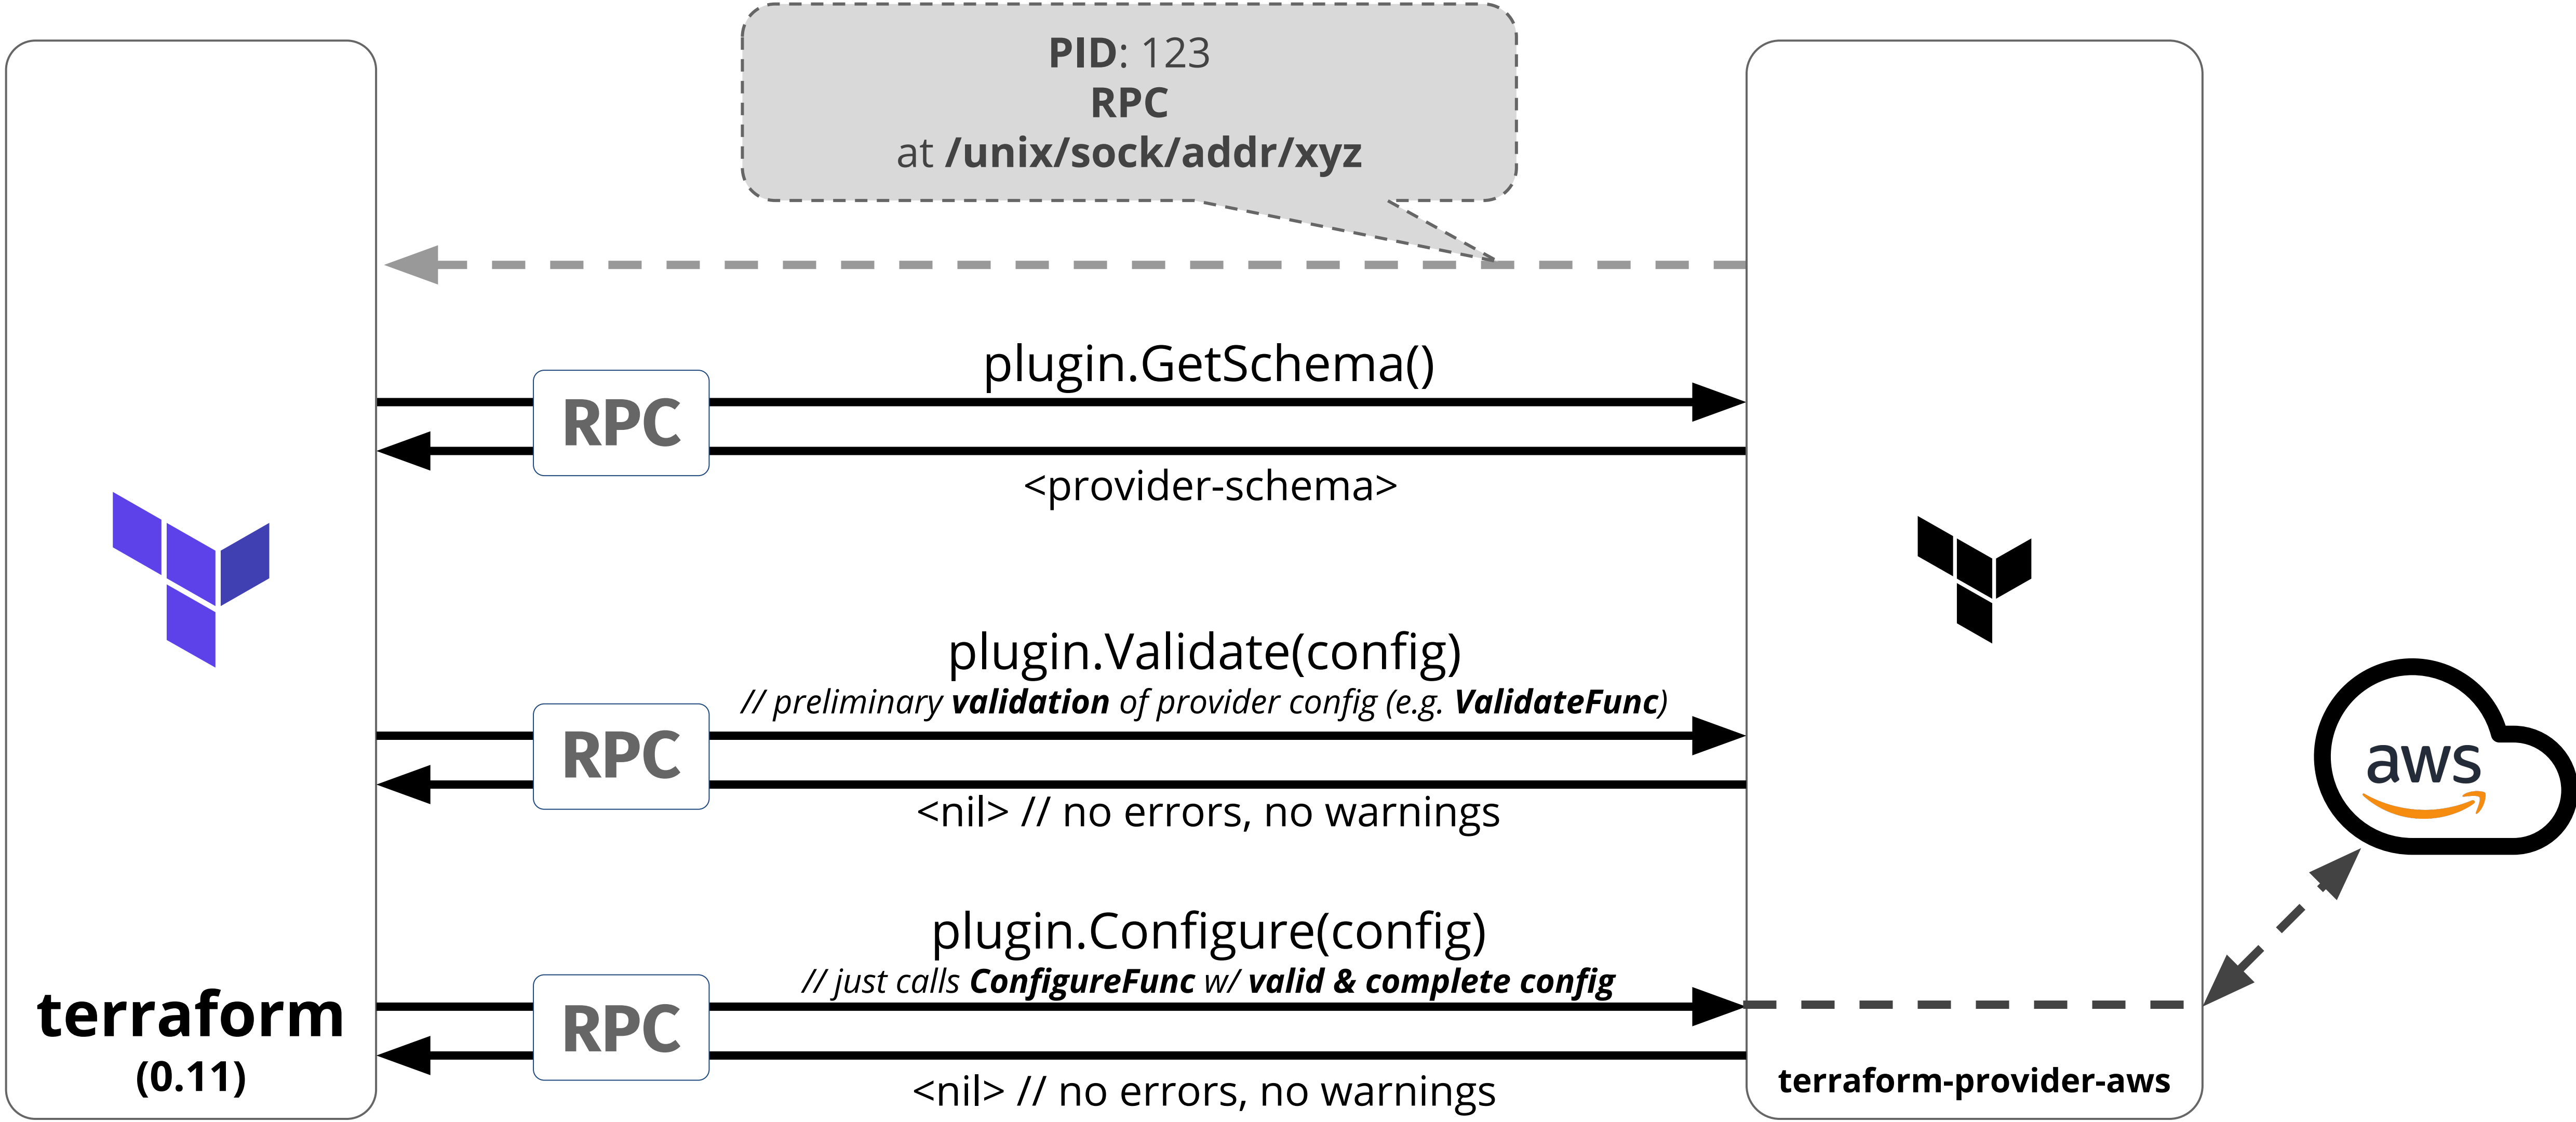 PID: 123
RPC
at /unix/sock/addr/xyz
plugin.GetSchema()
RPC
<provider-schema>
plugin.Validate(config)
// preliminary validation of provider config (e.g. ValidateFunc)
RPC
<nil> // no errors, no warnings
aws
plugin.Configure(config)
// just calls ConfigureFunc w/ valid & complete config
RPC
<nil> // no errors, no warnings
terraform
(0.11)
terraform-provider-aws